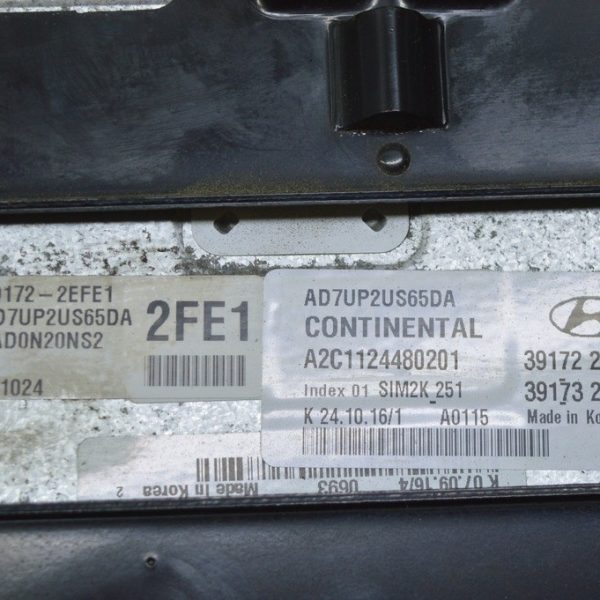 9172-2EFE1
D7UP2US65DA
AD0N20NS2
2FE1
1024
AD7UP2US65DA
CONTINENTAL
A2C1124480201
39172 2
Index 01 SIM2K_251
39173 2
K 24.10.16/1 A0115
Made in Ko
K 07.09.16/4
0693
Made In Korea 2